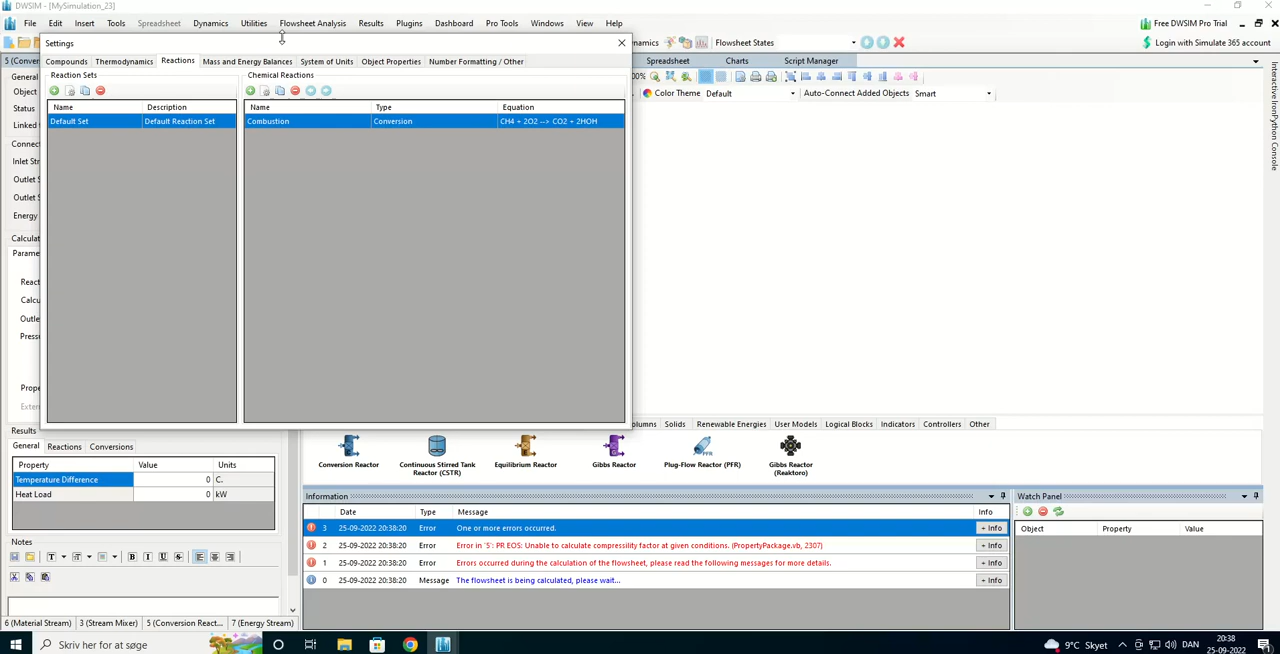 DWSIM - [MySimulation_23]
File Edit Insert Tools Spreadsheet Dynamics Utilities Flowsheet Analysis Results Plugins Pro Tools Dashboard Windows View Help
Free DWSIM Pro Trial
Settings
namics
Flowsheet States
Login with Simulate 365 account
5 (Conver
Compounds Thermodynamics Reactions Mass and Energy Balances System of Units Object Properties Number Formatting / Other
Spreadsheet Charts Script Manager
General
Reaction Sets
Chemical Reactions
00%
Object
Color Theme Default
Auto-Connect Added Objects Smart
Status
Name Description
Name Type Equation
Linked t
Default Set Default Reaction Set
Combustion Conversion CH4 + 2O2 --> CO2 + 2HOH
Interactive IronPython Console
Connect
Inlet Str
Outlet S
Outlet S
Energy
Calculat
Parame
React
Calcu
Outle
Pressu
Prope
Extern
Results
olumns Solids Renewable Energies User Models Logical Blocks Indicators Controllers Other
General Reactions Conversions
Property Value Units
Temperature Difference 0 C.
Heat Load 0 kW
Conversion Reactor
Continuous Stirred Tank Reactor (CSTR)
Equilibrium Reactor
Gibbs Reactor
Plug-Flow Reactor (PFR)
Gibbs Reactor (Reaktoro)
Information
Watch Panel
Date Type Message Info
Object Property Value
3 25-09-2022 20:38:20 Error One or more errors occurred. + Info
2 25-09-2022 20:38:20 Error Error in '5': PR EOS: Unable to calculate compressility factor at given conditions. (PropertyPackage.vb, 2307) + Info
1 25-09-2022 20:38:20 Error Errors occurred during the calculation of the flowsheet, please read the following messages for more details. + Info
0 25-09-2022 20:38:20 Message The flowsheet is being calculated, please wait... + Info
Notes
T T B I U S
6 (Material Stream) 3 (Stream Mixer) 5 (Conversion React... 7 (Energy Stream)
Skriv her for at søge
9°C Skyet
DAN
20:38
25-09-2022